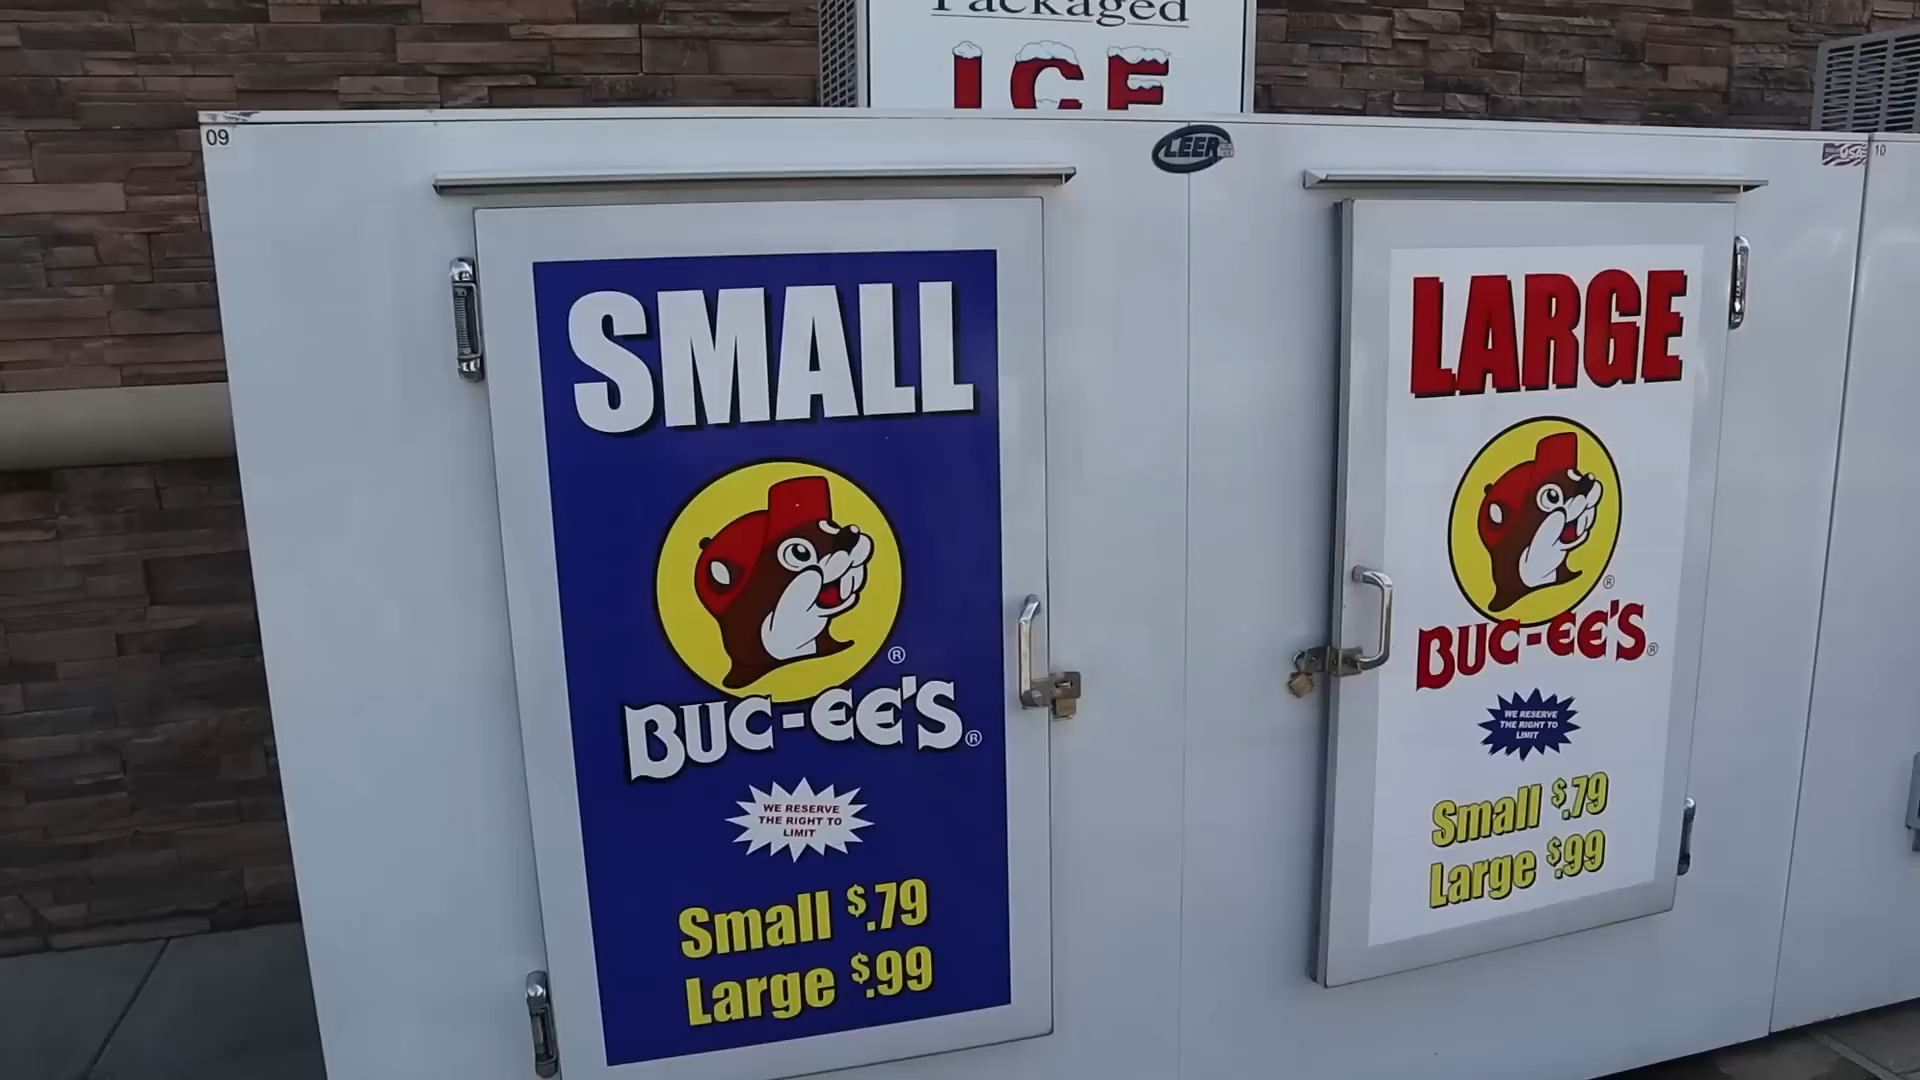 Packaged
ICE
09
LEER
USA
10
SMALL
®
BUC-EE'S®
WE RESERVE
THE RIGHT TO
LIMIT
Small $.79
Large $.99
LARGE
®
BUC-EE'S®
WE RESERVE
THE RIGHT TO
LIMIT
Small $.79
Large $.99